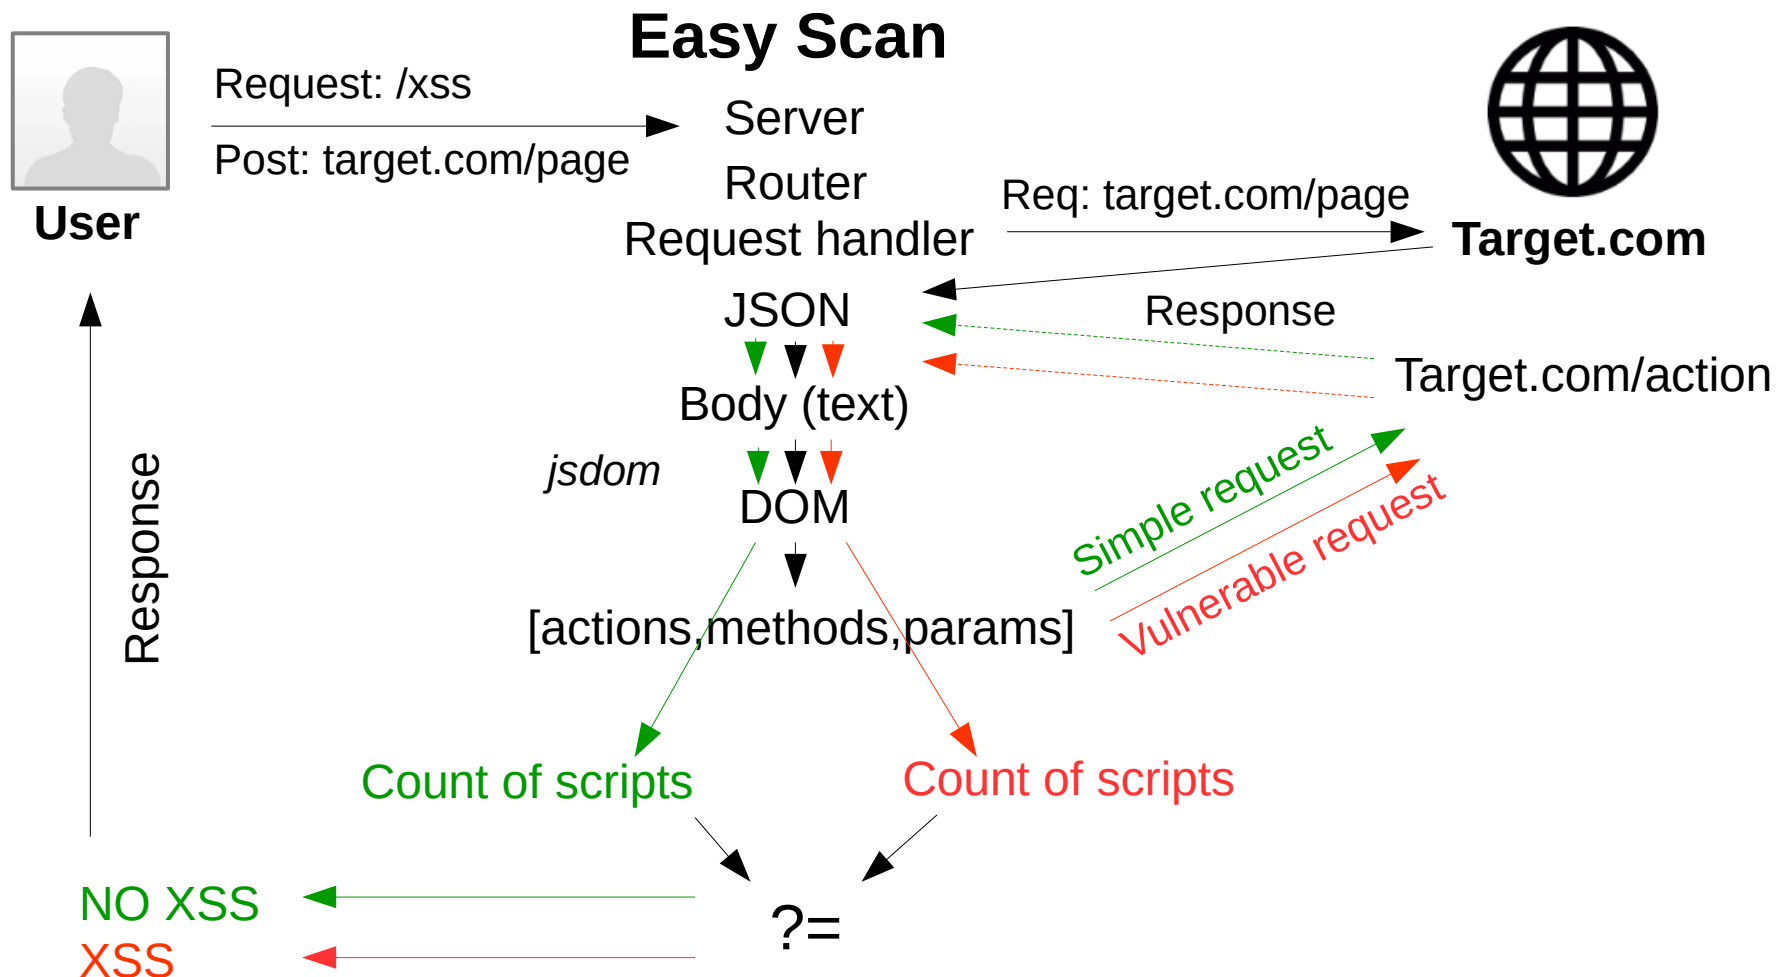 Easy Scan
Request: /xss
Post: target.com/page
User
Server
Router
Request handler
Req: target.com/page
Target.com
JSON
Response
Target.com/action
Body (text)
jsdom
DOM
Simple request
Vulnerable request
Response
[actions,methods,params]
Count of scripts
Count of scripts
NO XSS
?=
XSS